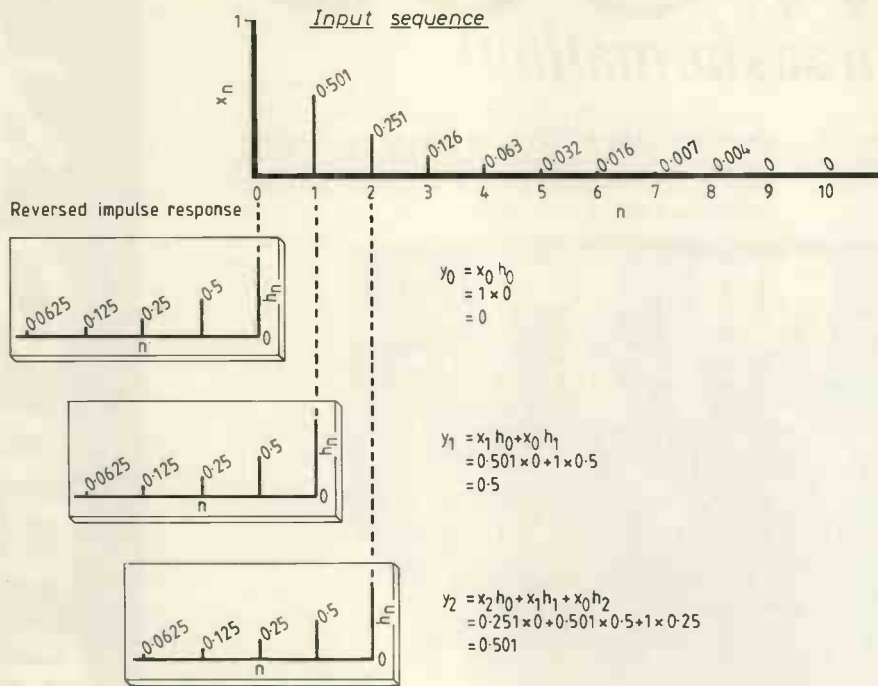 Input sequence
1
x_n
0·501
0·251
0·126
0·063
0·032
0·016
0·007
0·004
0
0
0 1 2 3 4 5 6 7 8 9 10
n
Reversed impulse response
0·0625
0·125
0·25
0·5
h_n
0
n
y_0 = x_0 h_0
= 1 × 0
= 0
0·0625
0·125
0·25
0·5
h_n
0
n
y_1 = x_1 h_0 + x_0 h_1
= 0·501 × 0 + 1 × 0·5
= 0·5
0·0625
0·125
0·25
0·5
h_n
0
n
y_2 = x_2 h_0 + x_1 h_1 + x_0 h_2
= 0·251 × 0 + 0·501 × 0·5 + 1 × 0·25
= 0·501